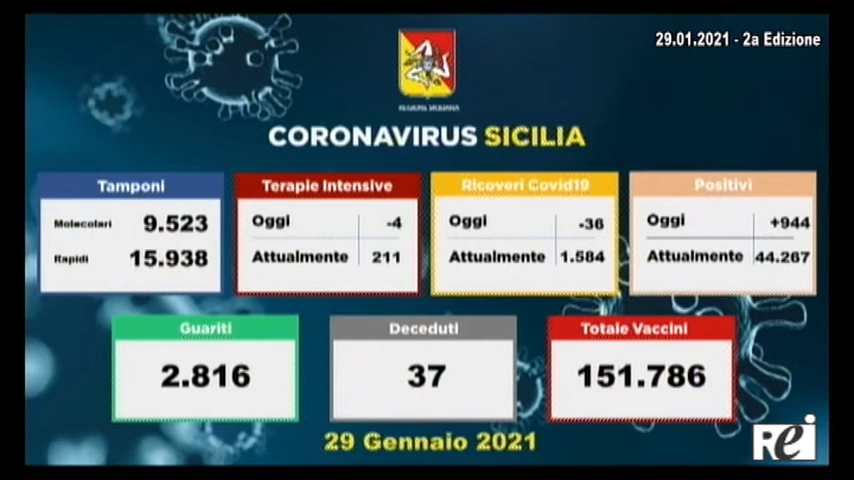 29.01.2021 - 2a Edizione
REGIONE SICILIANA
CORONAVIRUS SICILIA
Tamponi
Molecolari 9.523
Rapidi 15.938
Terapie Intensive
Oggi -4
Attualmente 211
Ricoveri Covid19
Oggi -36
Attualmente 1.584
Positivi
Oggi +944
Attualmente 44.267
Guariti
2.816
Deceduti
37
Totale Vaccini
151.786
29 Gennaio 2021
Rei